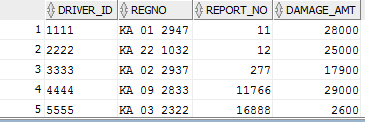 DRIVER_ID REGNO REPORT_NO DAMAGE_AMT
1 1111 KA 01 2947 11 28000
2 2222 KA 22 1032 12 25000
3 3333 KA 02 2937 277 17900
4 4444 KA 09 2833 11766 29000
5 5555 KA 03 2322 16888 2600